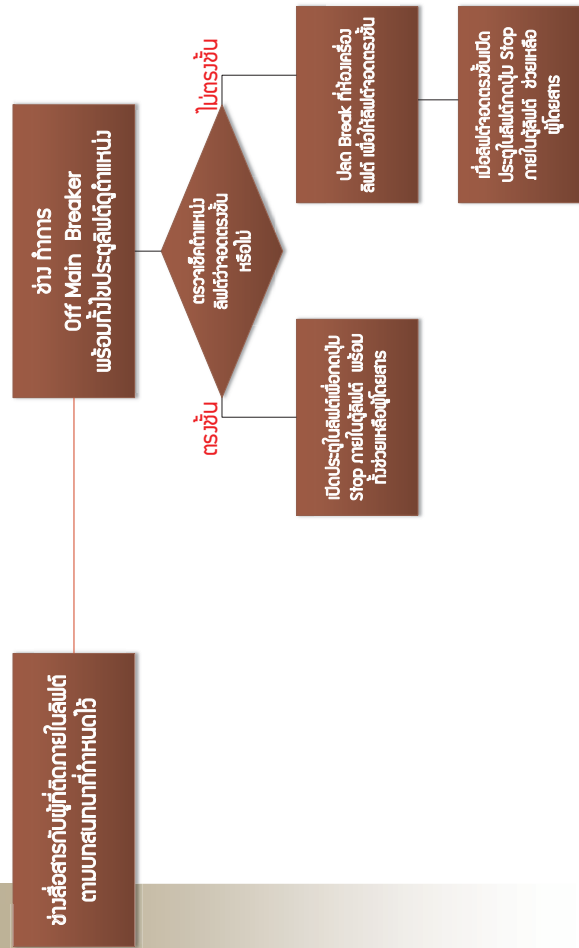 ช่างสื่อสารกับผู้ที่ติดภายในลิฟต์
ตามบทสนทนาที่กำหนดไว้
ช่าง ทำการ
Off Main Breaker
พร้อมทั้งไขประตูลิฟต์ดูตำแหน่ง
ตรวจเช็คตำแหน่ง
ลิฟต์ว่าจอดตรงชั้น
หรือไม่
ตรงชั้น
ไม่ตรงชั้น
เปิดประตูในลิฟต์เพื่อกดปุ่ม
Stop ภายในตู้ลิฟต์ พร้อม
ทั้งช่วยเหลือผู้โดยสาร
ปลด Break ที่ห้องเครื่อง
ลิฟต์ เพื่อให้ลิฟต์จอดตรงชั้น
เมื่อลิฟต์จอดตรงชั้นเปิด
ประตูในลิฟต์กดปุ่ม Stop
ภายในตู้ลิฟต์ ช่วยเหลือ
ผู้โดยสาร